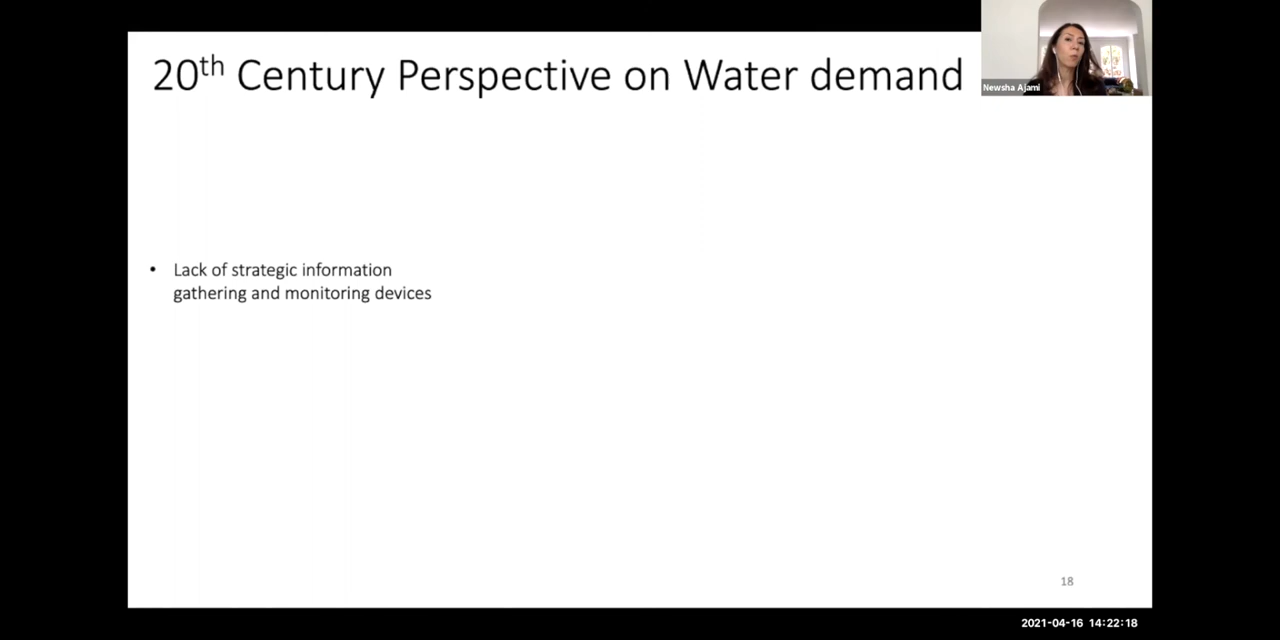 20th Century Perspective on Water demand
Newsha Ajami
• Lack of strategic information
gathering and monitoring devices
18
2021-04-16 14:22:18